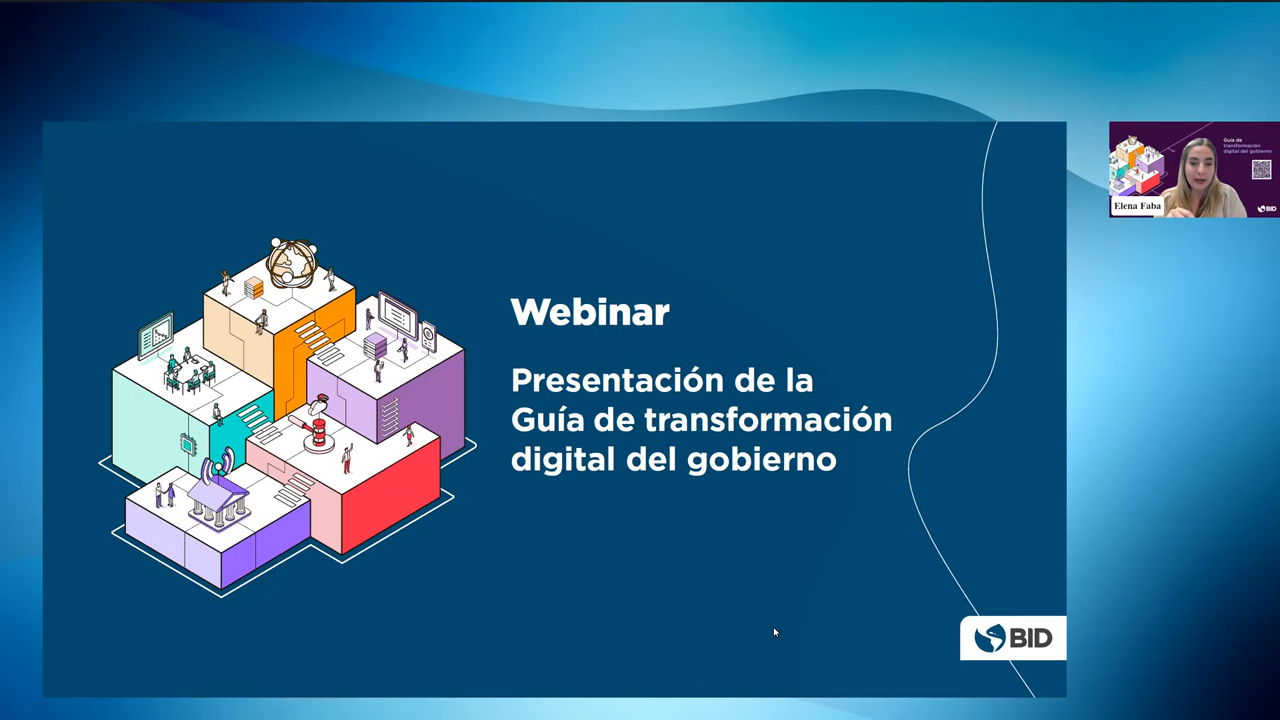 Webinar
Presentación de la
Guía de transformación
digital del gobierno
BID
Guía de
transformación
digital del gobierno
Elena Faba
BID